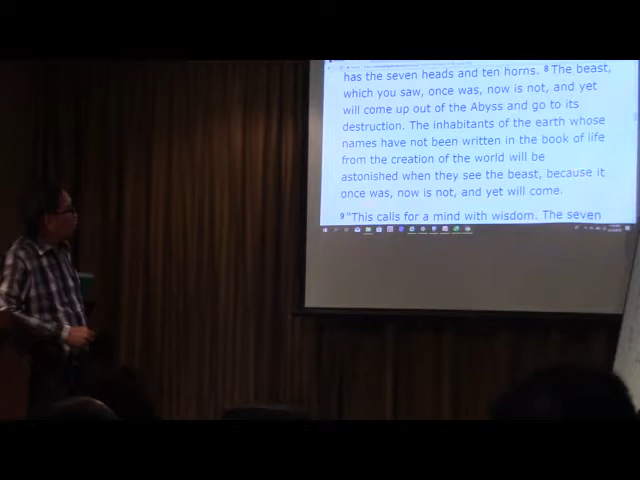 has the seven heads and ten horns. 8 The beast,
which you saw, once was, now is not, and yet
will come up out of the Abyss and go to its
destruction. The inhabitants of the earth whose
names have not been written in the book of life
from the creation of the world will be
astonished when they see the beast, because it
once was, now is not, and yet will come.
9 "This calls for a mind with wisdom. The seven